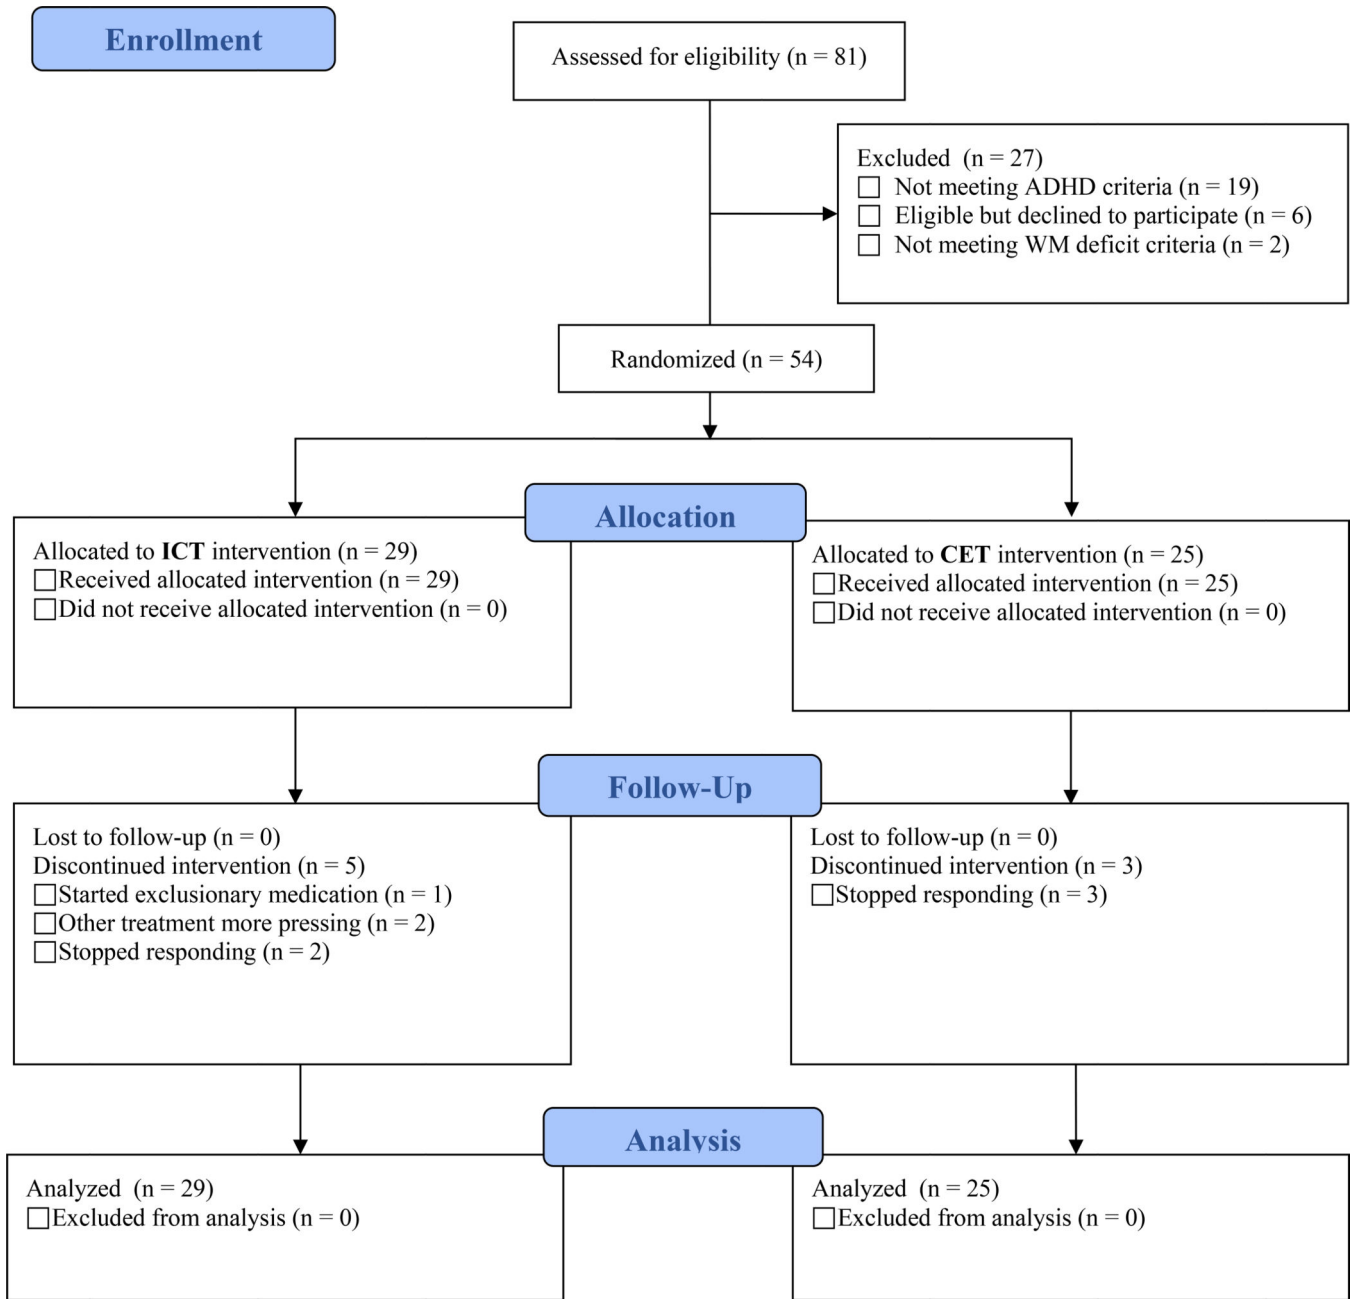 Enrollment
Assessed for eligibility (n = 81)
Excluded (n = 27)
☐ Not meeting ADHD criteria (n = 19)
☐ Eligible but declined to participate (n = 6)
☐ Not meeting WM deficit criteria (n = 2)
Randomized (n = 54)
Allocation
Allocated to ICT intervention (n = 29)
☐ Received allocated intervention (n = 29)
☐ Did not receive allocated intervention (n = 0)
Allocated to CET intervention (n = 25)
☐ Received allocated intervention (n = 25)
☐ Did not receive allocated intervention (n = 0)
Follow-Up
Lost to follow-up (n = 0)
Discontinued intervention (n = 5)
☐ Started exclusionary medication (n = 1)
☐ Other treatment more pressing (n = 2)
☐ Stopped responding (n = 2)
Lost to follow-up (n = 0)
Discontinued intervention (n = 3)
☐ Stopped responding (n = 3)
Analysis
Analyzed (n = 29)
☐ Excluded from analysis (n = 0)
Analyzed (n = 25)
☐ Excluded from analysis (n = 0)